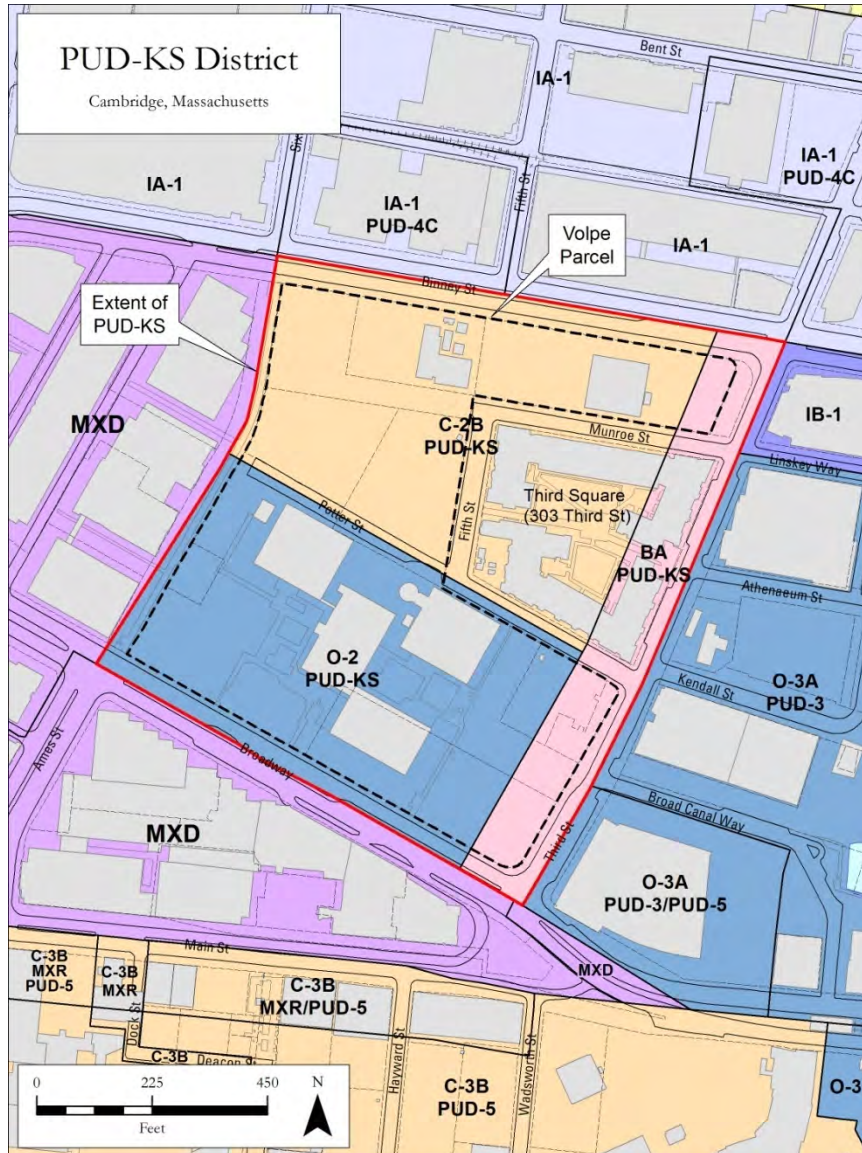 PUD-KS District
Cambridge, Massachusetts
Bent St
IA-1
IA-1
PUD-4C
Six
IA-1
IA-1
PUD-4C
Fifth St
IA-1
Volpe
Parcel
Binney St
Extent of
PUD-KS
MXD
IB-1
C-2B
PUD-KS
Munroe St
Linskey Way
Third Square
(303 Third St)
Potter St
Fifth St
BA
PUD-KS
Athenaeum St
O-2
PUD-KS
Kendall St
O-3A
PUD-3
Ames St
Broadway
Broad Canal Way
MXD
Third St
O-3A
PUD-3/PUD-5
Main St
MXD
C-3B
MXR
PUD-5
C-3B
MXR
C-3B
MXR/PUD-5
Dock St
C-3B
Deacon St
Hayward St
Wadsworth St
C-3B
PUD-5
O-3
0 225 450
Feet
N